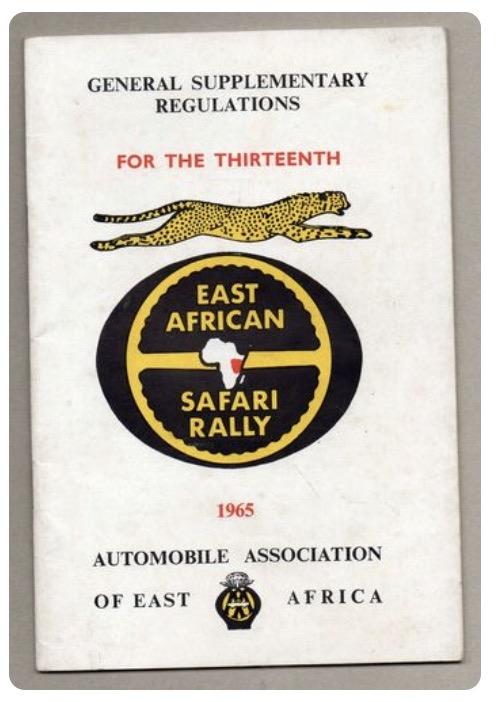 GENERAL SUPPLEMENTARY
REGULATIONS
FOR THE THIRTEENTH
EAST
AFRICAN
SAFARI
RALLY
1965
AUTOMOBILE ASSOCIATION
OF EAST AFRICA